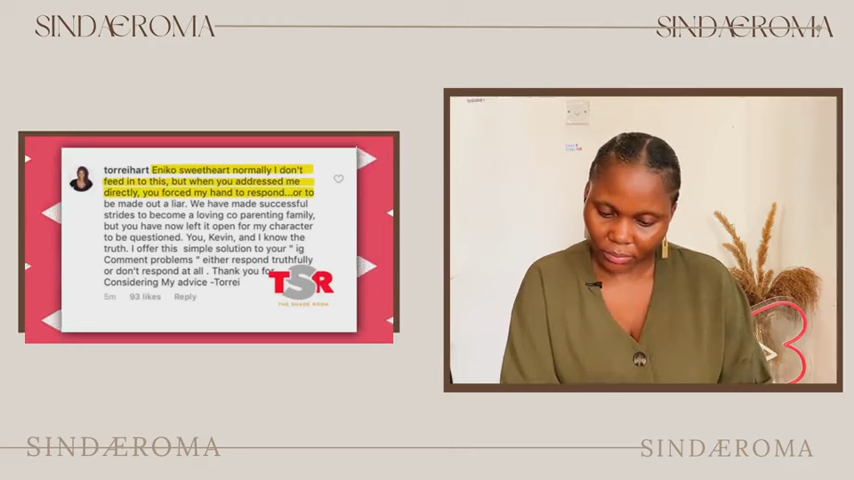 SINDÆROMA
SINDÆROMA
torreihart Eniko sweetheart normally I don't
feed in to this, but when you addressed me
directly, you forced my hand to respond...or to
be made out a liar. We have made successful
strides to become a loving co parenting family,
but you have now left it open for my character
to be questioned. You, Kevin, and I know the
truth. I offer this simple solution to your " ig
Comment problems " either respond truthfully
or don't respond at all . Thank you for
Considering My advice -Torrei
5m 93 likes Reply
TSR
THE SHADE ROOM
SINDÆROMA
SINDÆROMA